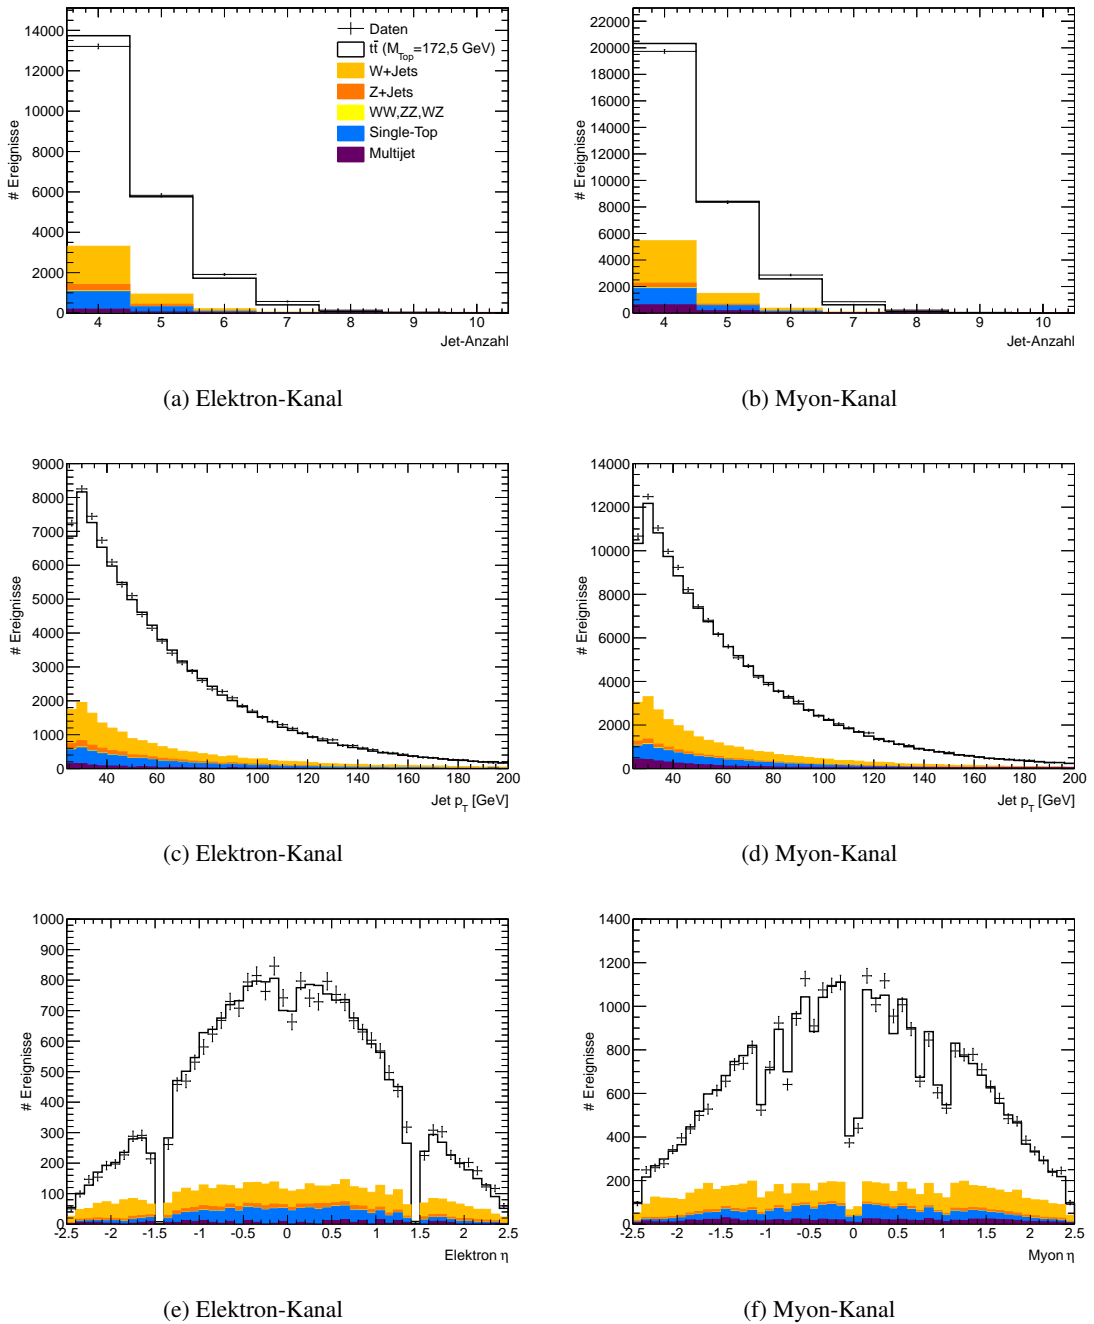 14000
12000
10000
8000
6000
4000
2000
0
# Ereignisse
4 5 6 7 8 9 10
Jet-Anzahl
Daten
tt̄ (M_Top=172,5 GeV)
W+Jets
Z+Jets
WW,ZZ,WZ
Single-Top
Multijet
22000
20000
18000
16000
14000
12000
10000
8000
6000
4000
2000
0
# Ereignisse
4 5 6 7 8 9 10
Jet-Anzahl
(a) Elektron-Kanal
(b) Myon-Kanal
9000
8000
7000
6000
5000
4000
3000
2000
1000
0
# Ereignisse
40 60 80 100 120 140 160 180 200
Jet p_T [GeV]
14000
12000
10000
8000
6000
4000
2000
0
# Ereignisse
40 60 80 100 120 140 160 180 200
Jet p_T [GeV]
(c) Elektron-Kanal
(d) Myon-Kanal
1000
900
800
700
600
500
400
300
200
100
0
# Ereignisse
-2.5 -2 -1.5 -1 -0.5 0 0.5 1 1.5 2 2.5
Elektron η
1400
1200
1000
800
600
400
200
0
# Ereignisse
-2.5 -2 -1.5 -1 -0.5 0 0.5 1 1.5 2 2.5
Myon η
(e) Elektron-Kanal
(f) Myon-Kanal